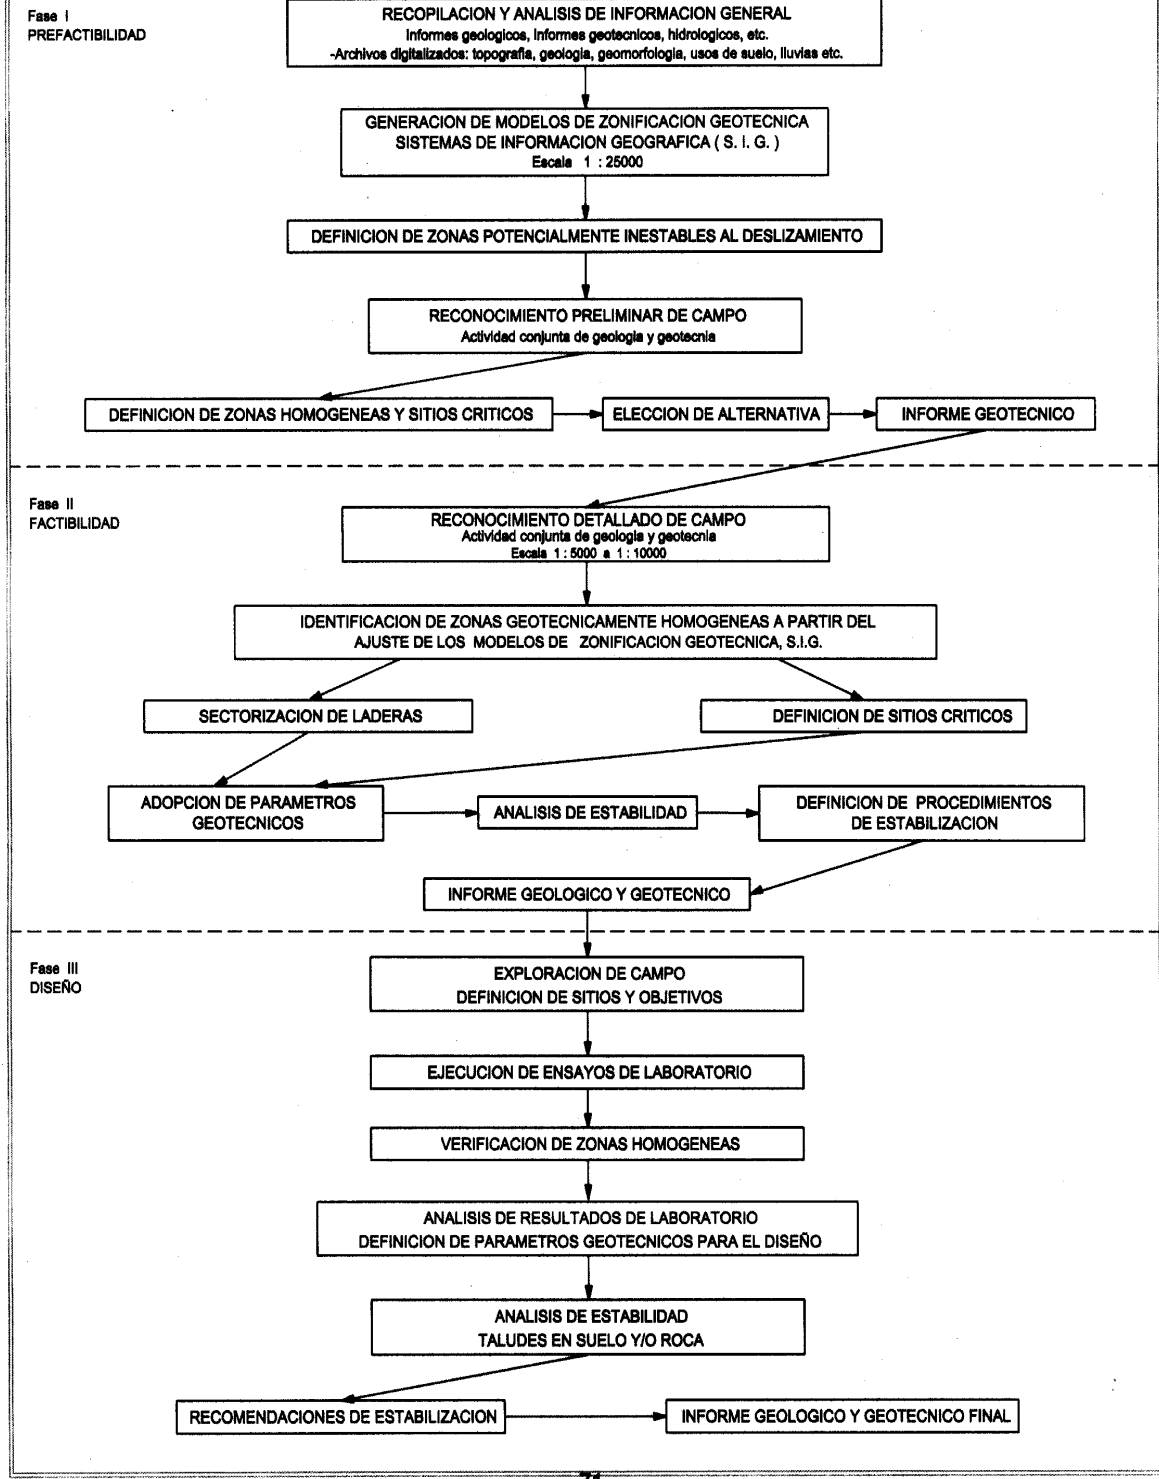 Fase I
PREFACTIBILIDAD
RECOPILACION Y ANALISIS DE INFORMACION GENERAL
Informes geologicos, Informes geotecnicos, hidrologicos, etc.
-Archivos digitalizados: topografia, geologia, geomorfologia, usos de suelo, lluvias etc.
GENERACION DE MODELOS DE ZONIFICACION GEOTECNICA
SISTEMAS DE INFORMACION GEOGRAFICA ( S. I. G. )
Escala 1 : 25000
DEFINICION DE ZONAS POTENCIALMENTE INESTABLES AL DESLIZAMIENTO
RECONOCIMIENTO PRELIMINAR DE CAMPO
Actividad conjunta de geologia y geotecnia
DEFINICION DE ZONAS HOMOGENEAS Y SITIOS CRITICOS
ELECCION DE ALTERNATIVA
INFORME GEOTECNICO
Fase II
FACTIBILIDAD
RECONOCIMIENTO DETALLADO DE CAMPO
Actividad conjunta de geologia y geotecnia
Escala 1 : 5000 a 1 : 10000
IDENTIFICACION DE ZONAS GEOTECNICAMENTE HOMOGENEAS A PARTIR DEL
AJUSTE DE LOS MODELOS DE ZONIFICACION GEOTECNICA, S.I.G.
SECTORIZACION DE LADERAS
DEFINICION DE SITIOS CRITICOS
ADOPCION DE PARAMETROS
GEOTECNICOS
ANALISIS DE ESTABILIDAD
DEFINICION DE PROCEDIMIENTOS
DE ESTABILIZACION
INFORME GEOLOGICO Y GEOTECNICO
Fase III
DISEÑO
EXPLORACION DE CAMPO
DEFINICION DE SITIOS Y OBJETIVOS
EJECUCION DE ENSAYOS DE LABORATORIO
VERIFICACION DE ZONAS HOMOGENEAS
ANALISIS DE RESULTADOS DE LABORATORIO
DEFINICION DE PARAMETROS GEOTECNICOS PARA EL DISEÑO
ANALISIS DE ESTABILIDAD
TALUDES EN SUELO Y/O ROCA
RECOMENDACIONES DE ESTABILIZACION
INFORME GEOLOGICO Y GEOTECNICO FINAL